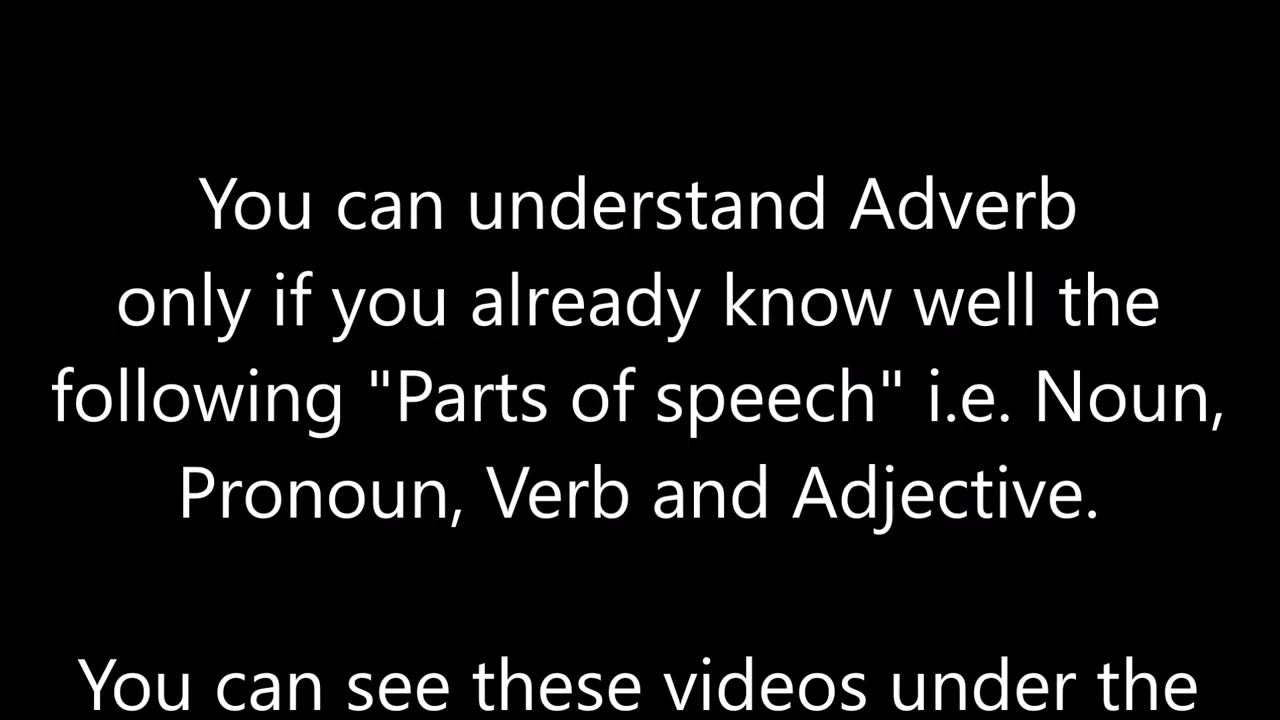 You can understand Adverb
only if you already know well the
following "Parts of speech" i.e. Noun,
Pronoun, Verb and Adjective.
You can see these videos under the